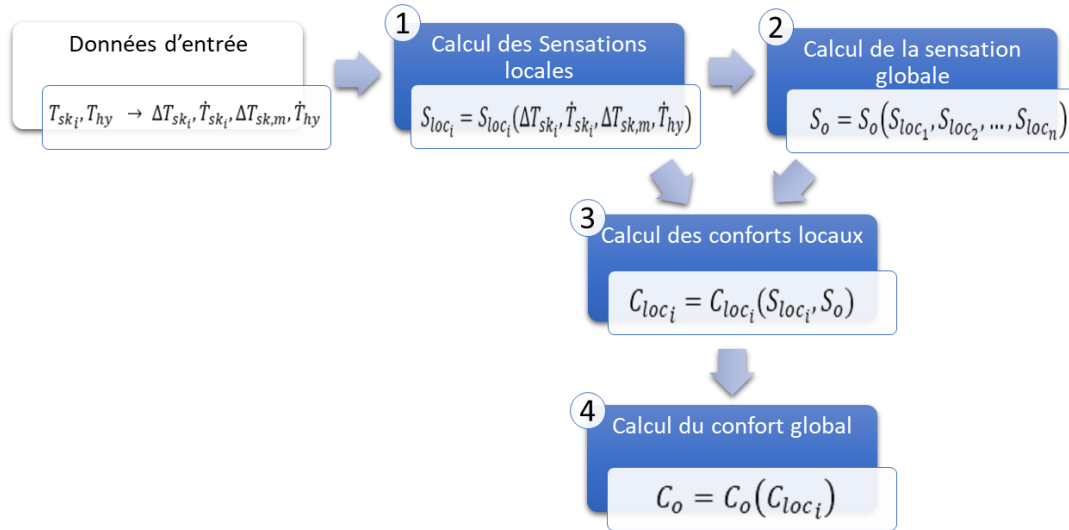 Données d'entrée
T_{sk_i}, T_{hy} → ΔT_{sk_i}, Ṫ_{sk_i}, ΔT_{sk,m}, Ṫ_{hy}
1
Calcul des Sensations
locales
S_{loc_i} = S_{loc_i}(ΔT_{sk_i}, Ṫ_{sk_i}, ΔT_{sk,m}, Ṫ_{hy})
2
Calcul de la sensation
globale
S_o = S_o(S_{loc_1}, S_{loc_2}, ..., S_{loc_n})
3
Calcul des conforts locaux
C_{loc_i} = C_{loc_i}(S_{loc_i}, S_o)
4
Calcul du confort global
C_o = C_o(C_{loc_i})